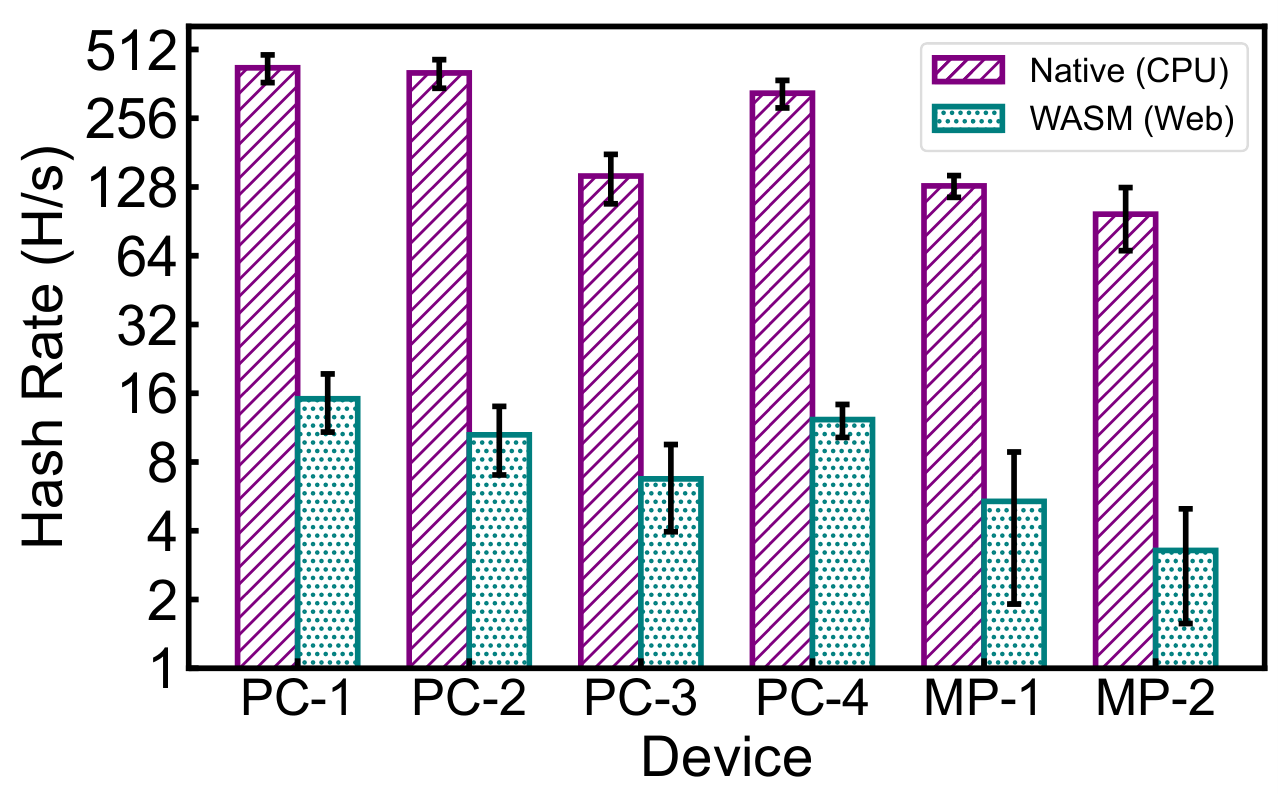 Hash Rate (H/s)
512
256
128
64
32
16
8
4
2
1
Native (CPU)
WASM (Web)
PC-1 PC-2 PC-3 PC-4 MP-1 MP-2
Device